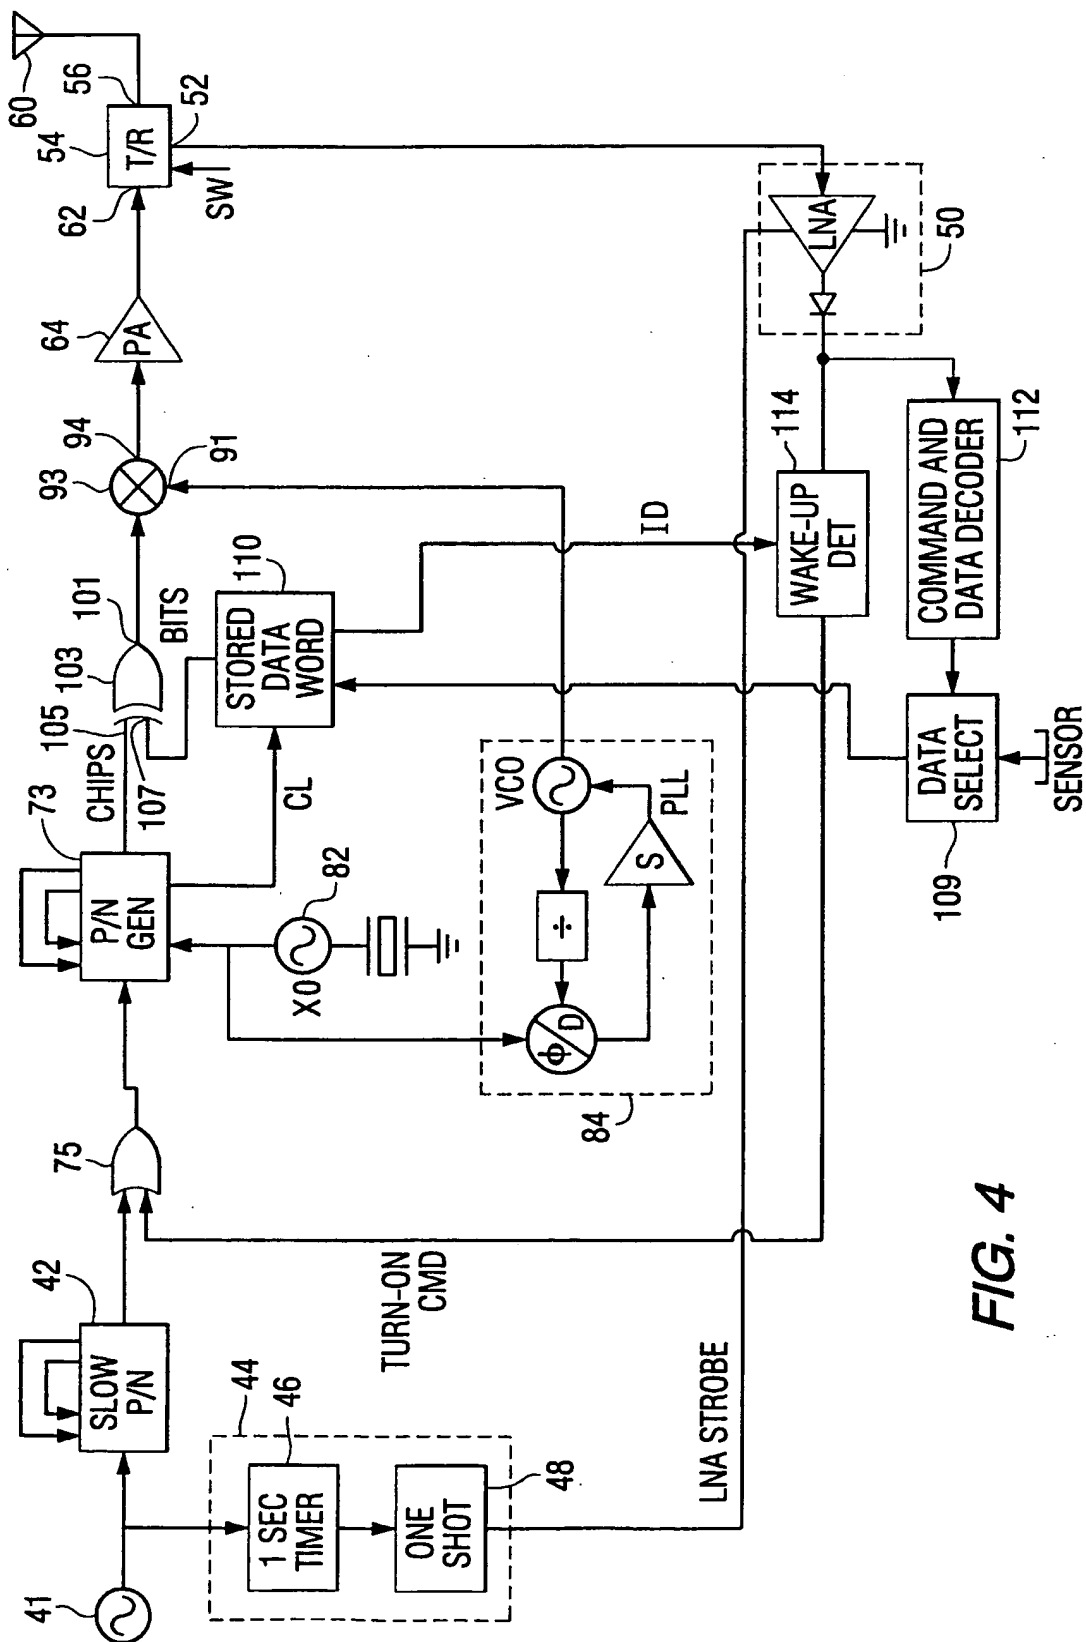 60
54
56
T/R
52
62
SW
64
PA
94
93
91
101
BITS
103
105
CHIPS
107
73
P/N
GEN
110
STORED
DATA
WORD
CL
ID
82
XO
VCO
÷
ϕ
D
S
PLL
84
LNA
50
114
WAKE-UP
DET
COMMAND AND
DATA DECODER
112
DATA
SELECT
109
SENSOR
75
TURN-ON
CMD
42
SLOW
P/N
44
46
1 SEC
TIMER
48
ONE
SHOT
LNA STROBE
41
FIG. 4